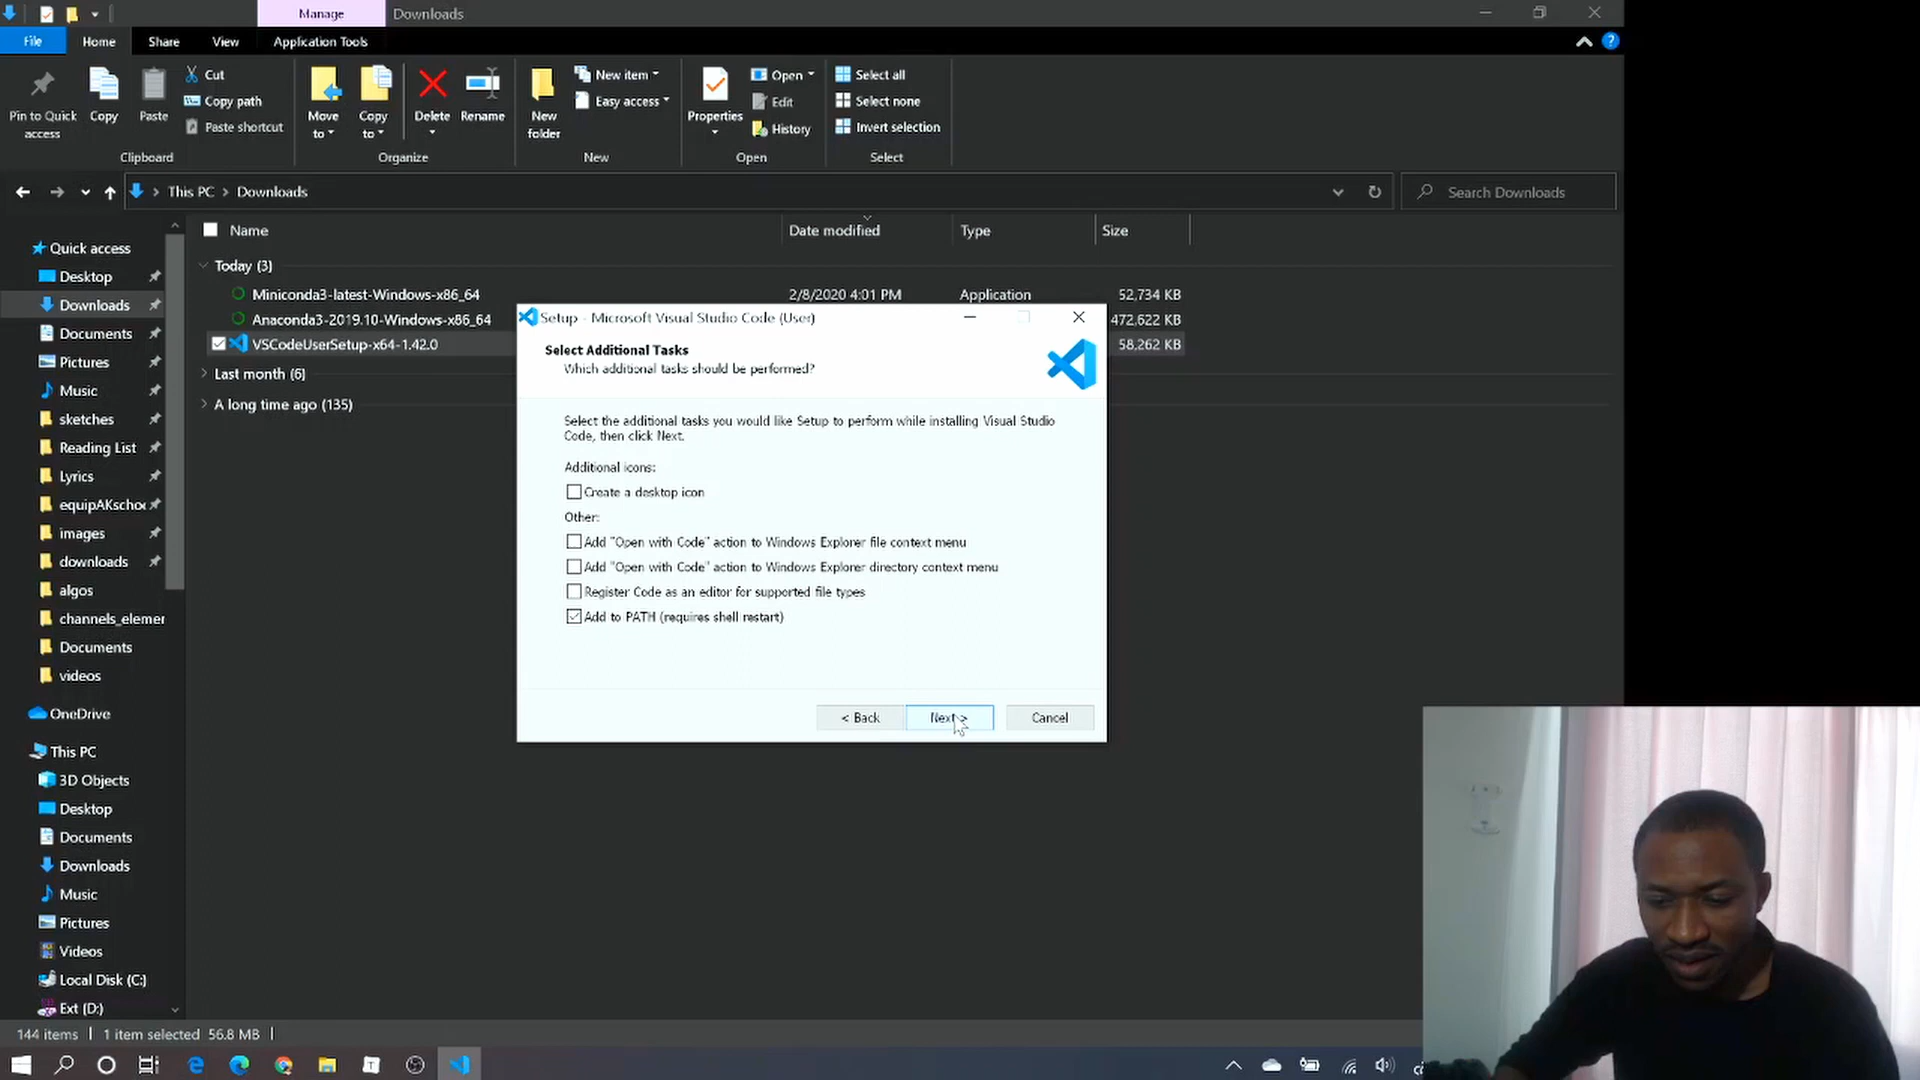 Manage
Downloads
File
Home
Share
View
Application Tools
Pin to Quick
access
Copy
Paste
Cut
Copy path
Paste shortcut
Clipboard
Move
to
Copy
to
Delete
Rename
Organize
New
folder
New item
Easy access
New
Properties
Open
Edit
History
Open
Select all
Select none
Invert selection
Select
This PC > Downloads
Search Downloads
Name
Date modified
Type
Size
Today (3)
Miniconda3-latest-Windows-x86_64
2/8/2020 4:01 PM
Application
52,734 KB
Anaconda3-2019.10-Windows-x86_64
472,622 KB
VSCodeUserSetup-x64-1.42.0
58,262 KB
Last month (6)
A long time ago (135)
Quick access
Desktop
Downloads
Documents
Pictures
Music
sketches
Reading List
Lyrics
equipAKschoo
images
downloads
algos
channels_elemer
Documents
videos
OneDrive
This PC
3D Objects
Desktop
Documents
Downloads
Music
Pictures
Videos
Local Disk (C:)
Ext (D:)
Setup - Microsoft Visual Studio Code (User)
Select Additional Tasks
Which additional tasks should be performed?
Select the additional tasks you would like Setup to perform while installing Visual Studio
Code, then click Next.
Additional icons:
Create a desktop icon
Other:
Add "Open with Code" action to Windows Explorer file context menu
Add "Open with Code" action to Windows Explorer directory context menu
Register Code as an editor for supported file types
Add to PATH (requires shell restart)
< Back
Next >
Cancel
144 items
1 item selected 56.8 MB